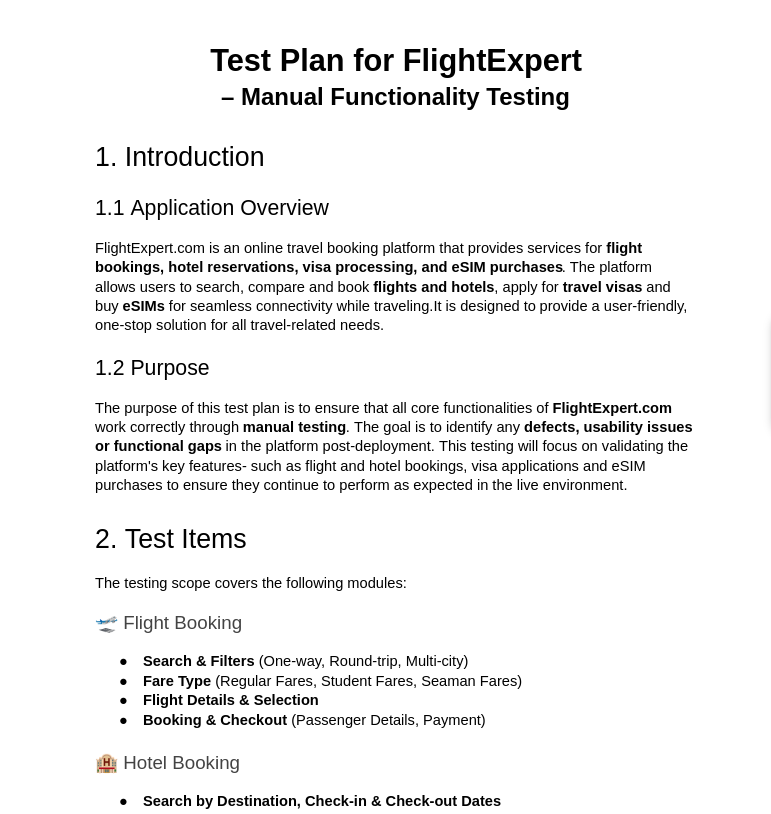 Test Plan for FlightExpert
– Manual Functionality Testing
1. Introduction
1.1 Application Overview
FlightExpert.com is an online travel booking platform that provides services for flight
bookings, hotel reservations, visa processing, and eSIM purchases. The platform
allows users to search, compare and book flights and hotels, apply for travel visas and
buy eSIMs for seamless connectivity while traveling.It is designed to provide a user-friendly,
one-stop solution for all travel-related needs.
1.2 Purpose
The purpose of this test plan is to ensure that all core functionalities of FlightExpert.com
work correctly through manual testing. The goal is to identify any defects, usability issues
or functional gaps in the platform post-deployment. This testing will focus on validating the
platform's key features- such as flight and hotel bookings, visa applications and eSIM
purchases to ensure they continue to perform as expected in the live environment.
2. Test Items
The testing scope covers the following modules:
🛫 Flight Booking
● Search & Filters (One-way, Round-trip, Multi-city)
● Fare Type (Regular Fares, Student Fares, Seaman Fares)
● Flight Details & Selection
● Booking & Checkout (Passenger Details, Payment)
🏨 Hotel Booking
● Search by Destination, Check-in & Check-out Dates